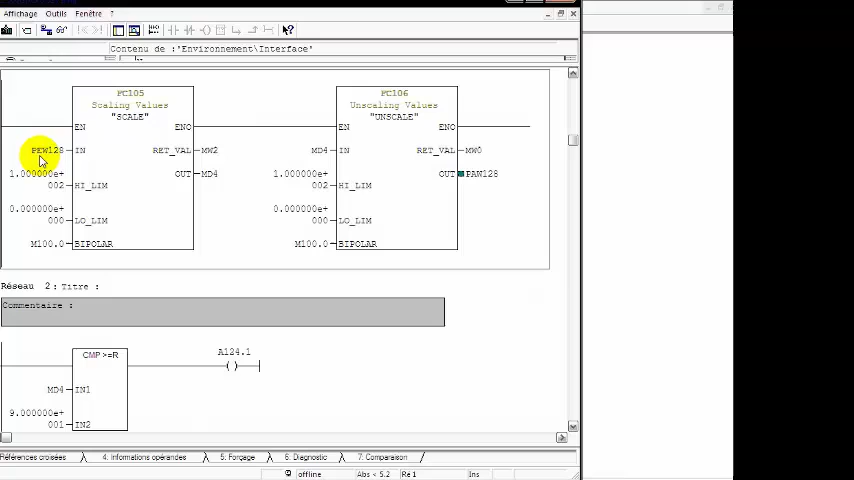 Affichage Outils Fenêtre ?
Contenu de :'Environnement\Interface'
FC105
Scaling Values
"SCALE"
EN ENO
PEW128 IN RET_VAL MW2
OUT MD4
1.000000e+
002 HI_LIM
0.000000e+
000 LO_LIM
M100.0 BIPOLAR
FC106
Unscaling Values
"UNSCALE"
EN ENO
MD4 IN RET_VAL MW0
OUT PAW128
1.000000e+
002 HI_LIM
0.000000e+
000 LO_LIM
M100.0 BIPOLAR
Réseau 2 : Titre :
Commentaire :
CMP >=R
A124.1
( )
MD4 IN1
9.000000e+
001 IN2
Références croisées 4: Informations opérandes 5: Forçage 6: Diagnostic 7: Comparaison
offline Abs < 5.2 Ré 1 Ins